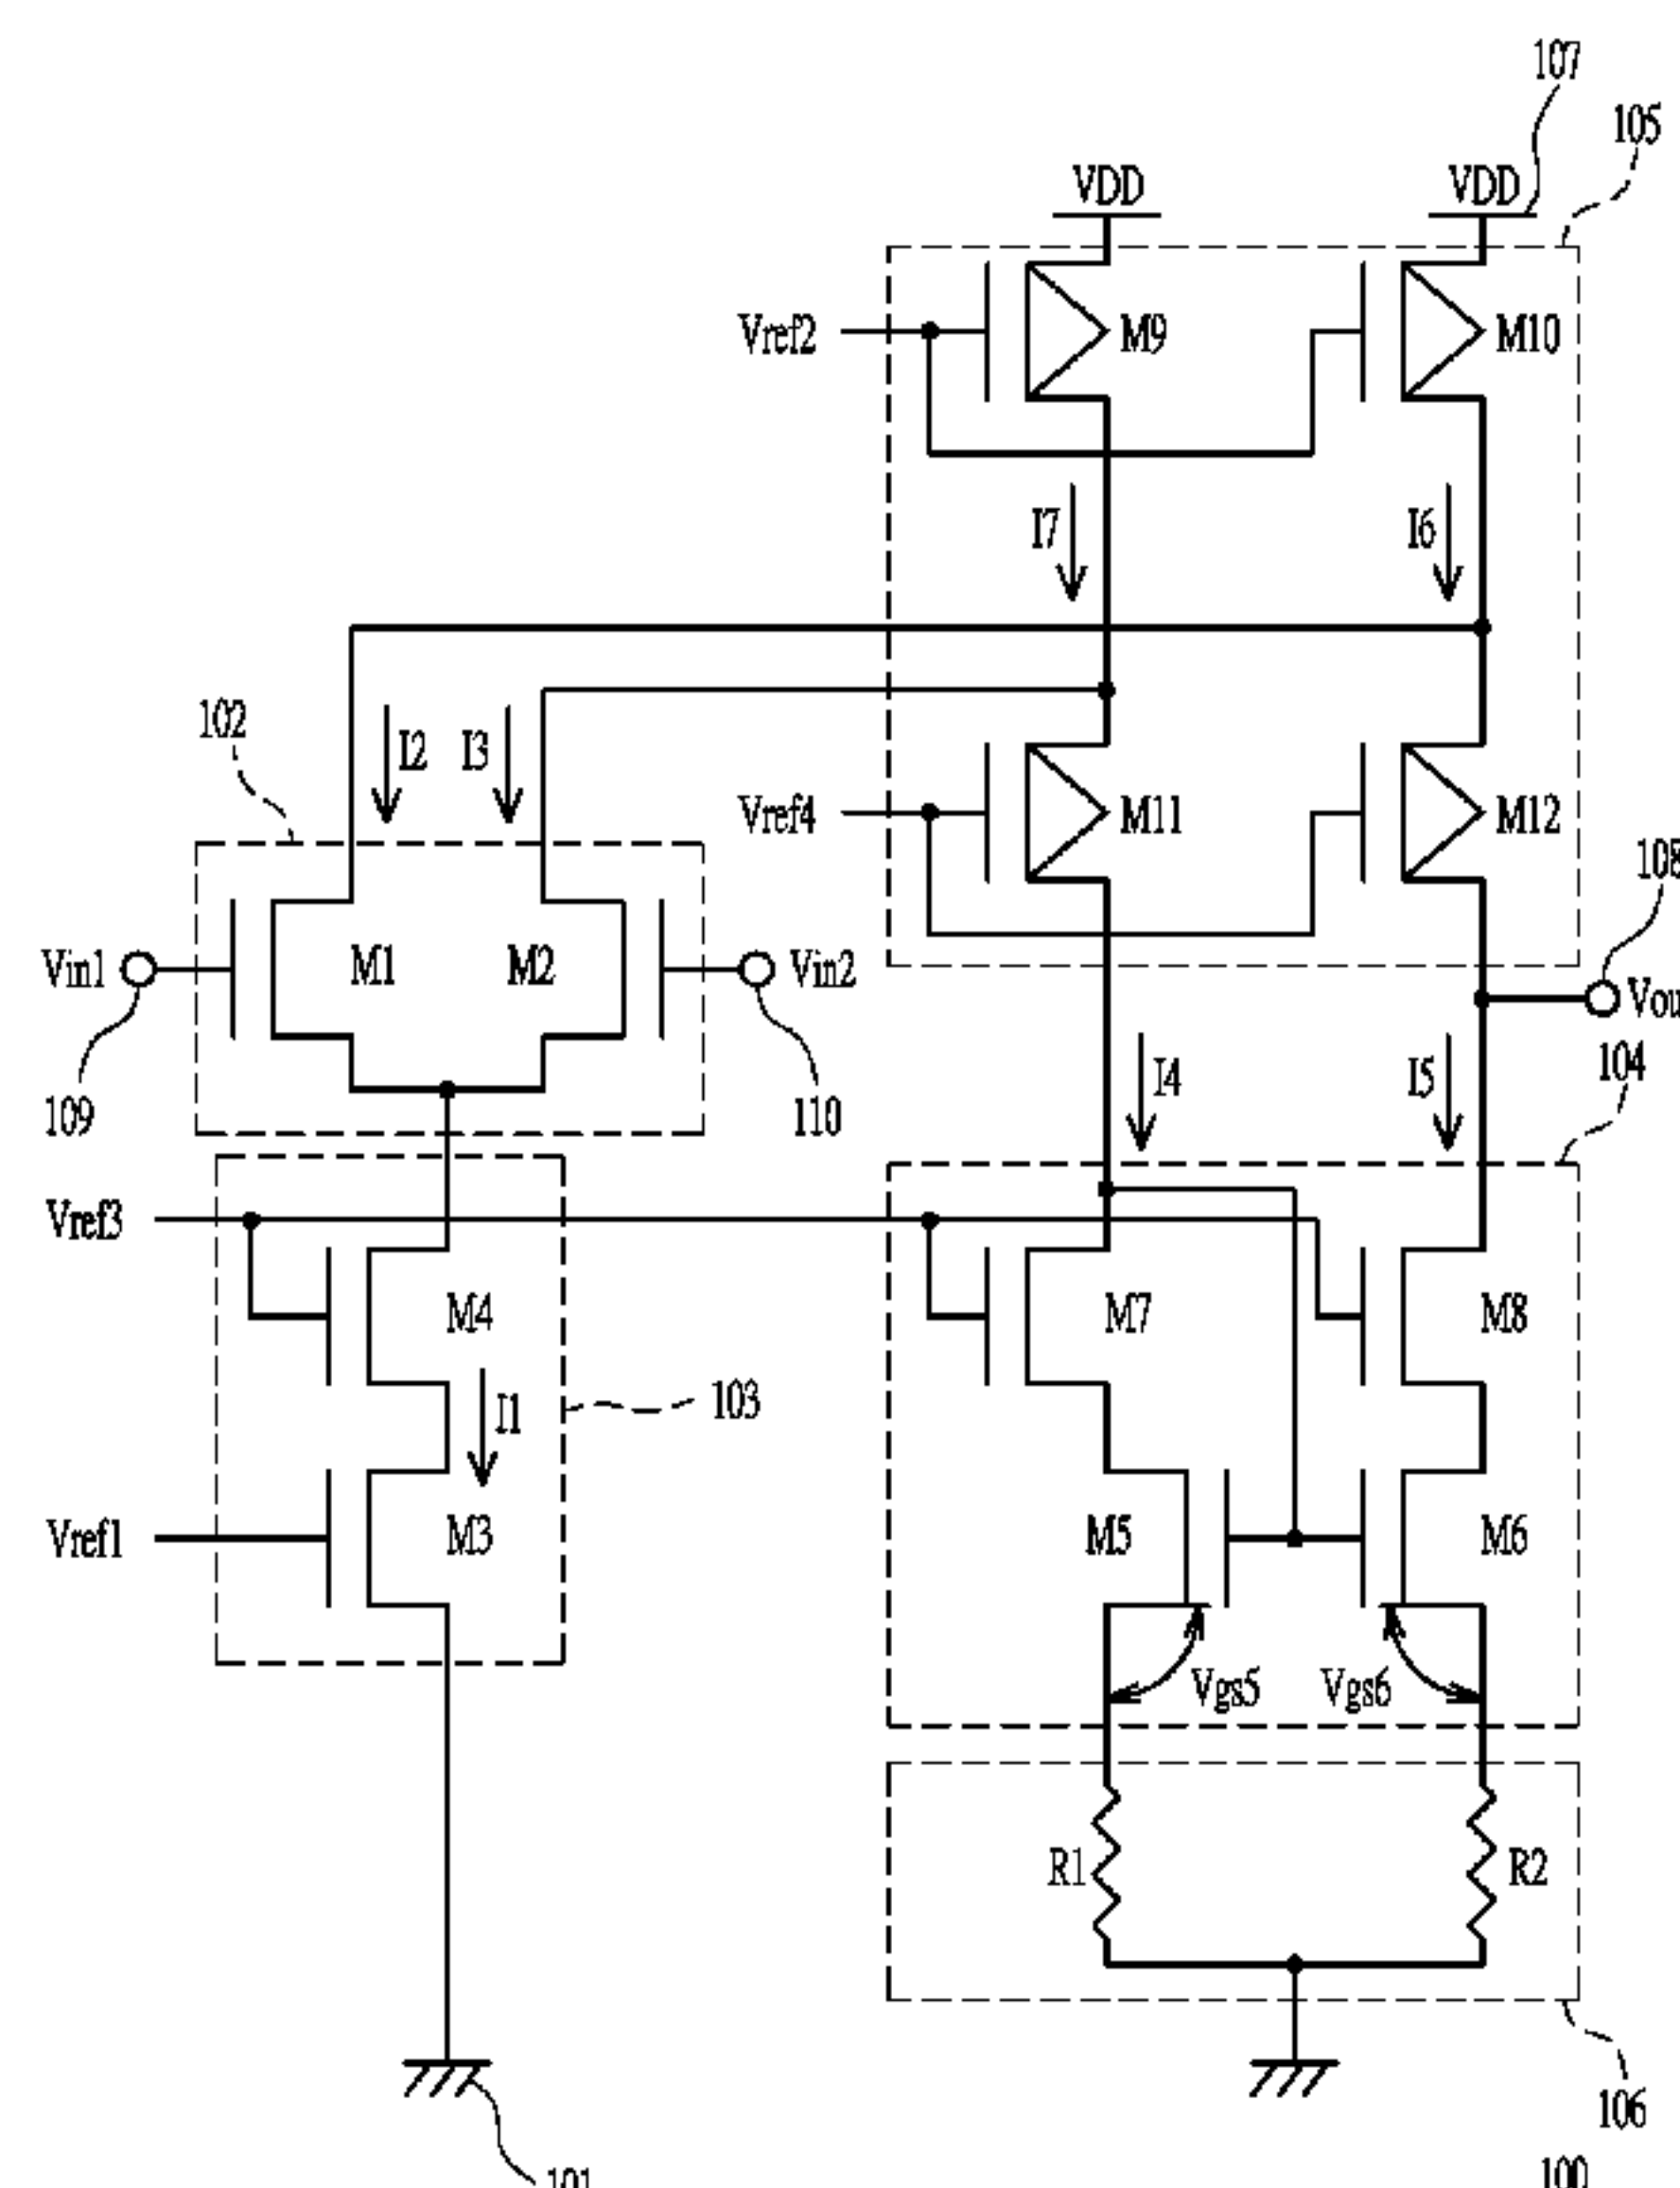 107
105
VDD VDD
Vref2 M9 M10
I7 I6
102 I2 I3
Vref4 M11 M12
108
Vin1 M1 M2 Vin2 Vou
104
109 110 I4 I5
Vref3
M4 M7 M8
103
I1
Vref1 M3 M5 M6
Vgs5 Vgs6
R1 R2
106
101 100